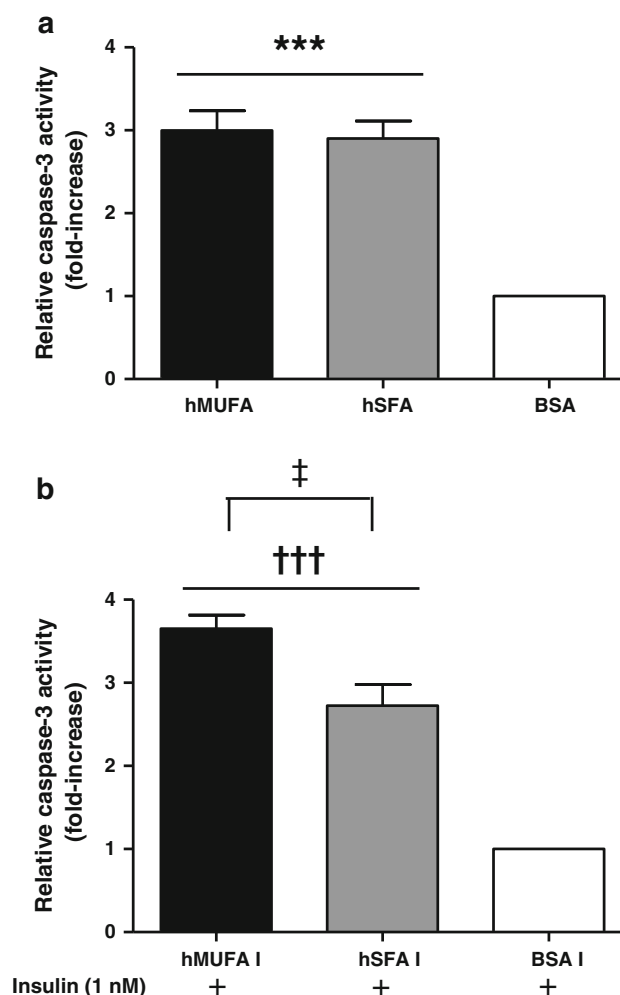 a
***
Relative caspase-3 activity
(fold-increase)
4
3
2
1
0
hMUFA
hSFA
BSA
b
‡
†††
Relative caspase-3 activity
(fold-increase)
4
3
2
1
0
hMUFA I
hSFA I
BSA I
Insulin (1 nM)
+
+
+